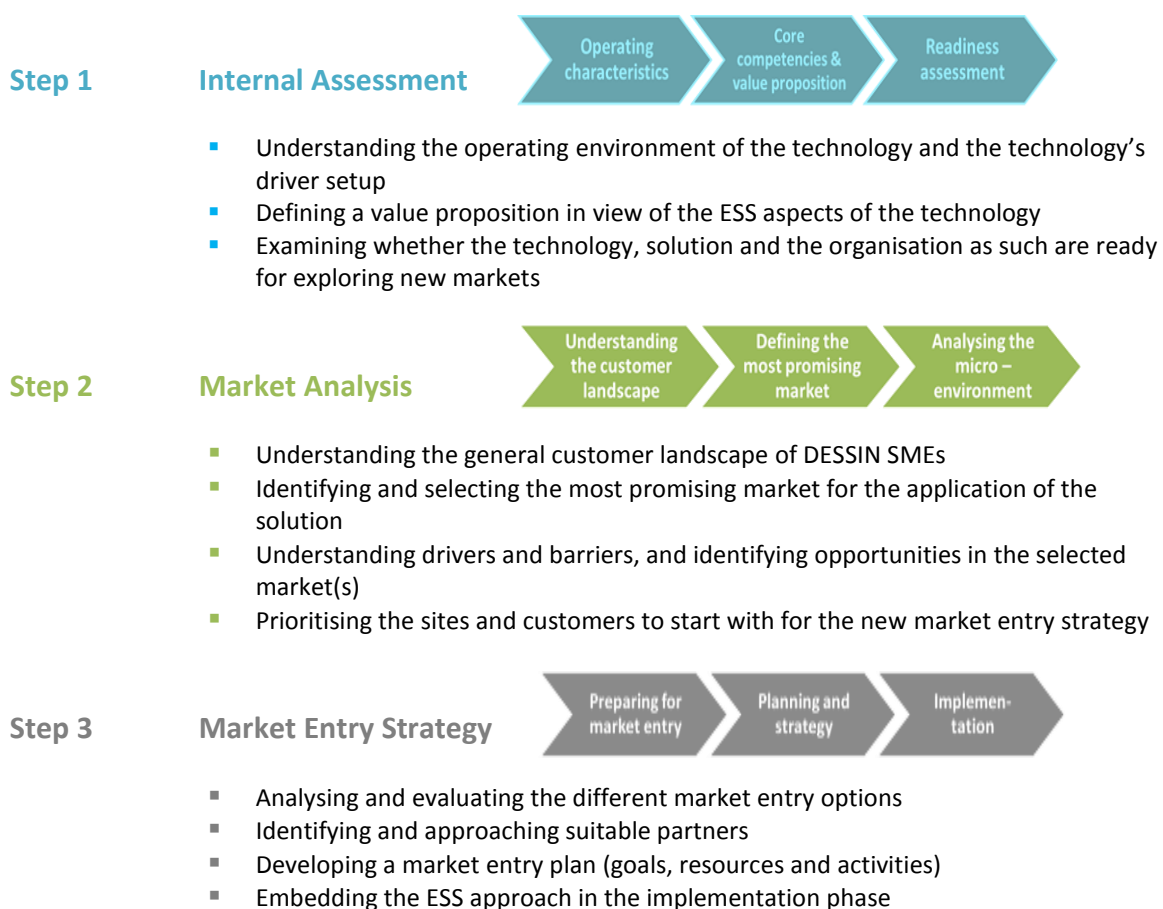 Step 1
Internal Assessment
Operating
characteristics
Core
competencies &
value proposition
Readiness
assessment
▪ Understanding the operating environment of the technology and the technology’s
driver setup
▪ Defining a value proposition in view of the ESS aspects of the technology
▪ Examining whether the technology, solution and the organisation as such are ready
for exploring new markets
Step 2
Market Analysis
Understanding
the customer
landscape
Defining the
most promising
market
Analysing the
micro –
environment
▪ Understanding the general customer landscape of DESSIN SMEs
▪ Identifying and selecting the most promising market for the application of the
solution
▪ Understanding drivers and barriers, and identifying opportunities in the selected
market(s)
▪ Prioritising the sites and customers to start with for the new market entry strategy
Step 3
Market Entry Strategy
Preparing for
market entry
Planning and
strategy
Implemen-
tation
▪ Analysing and evaluating the different market entry options
▪ Identifying and approaching suitable partners
▪ Developing a market entry plan (goals, resources and activities)
▪ Embedding the ESS approach in the implementation phase